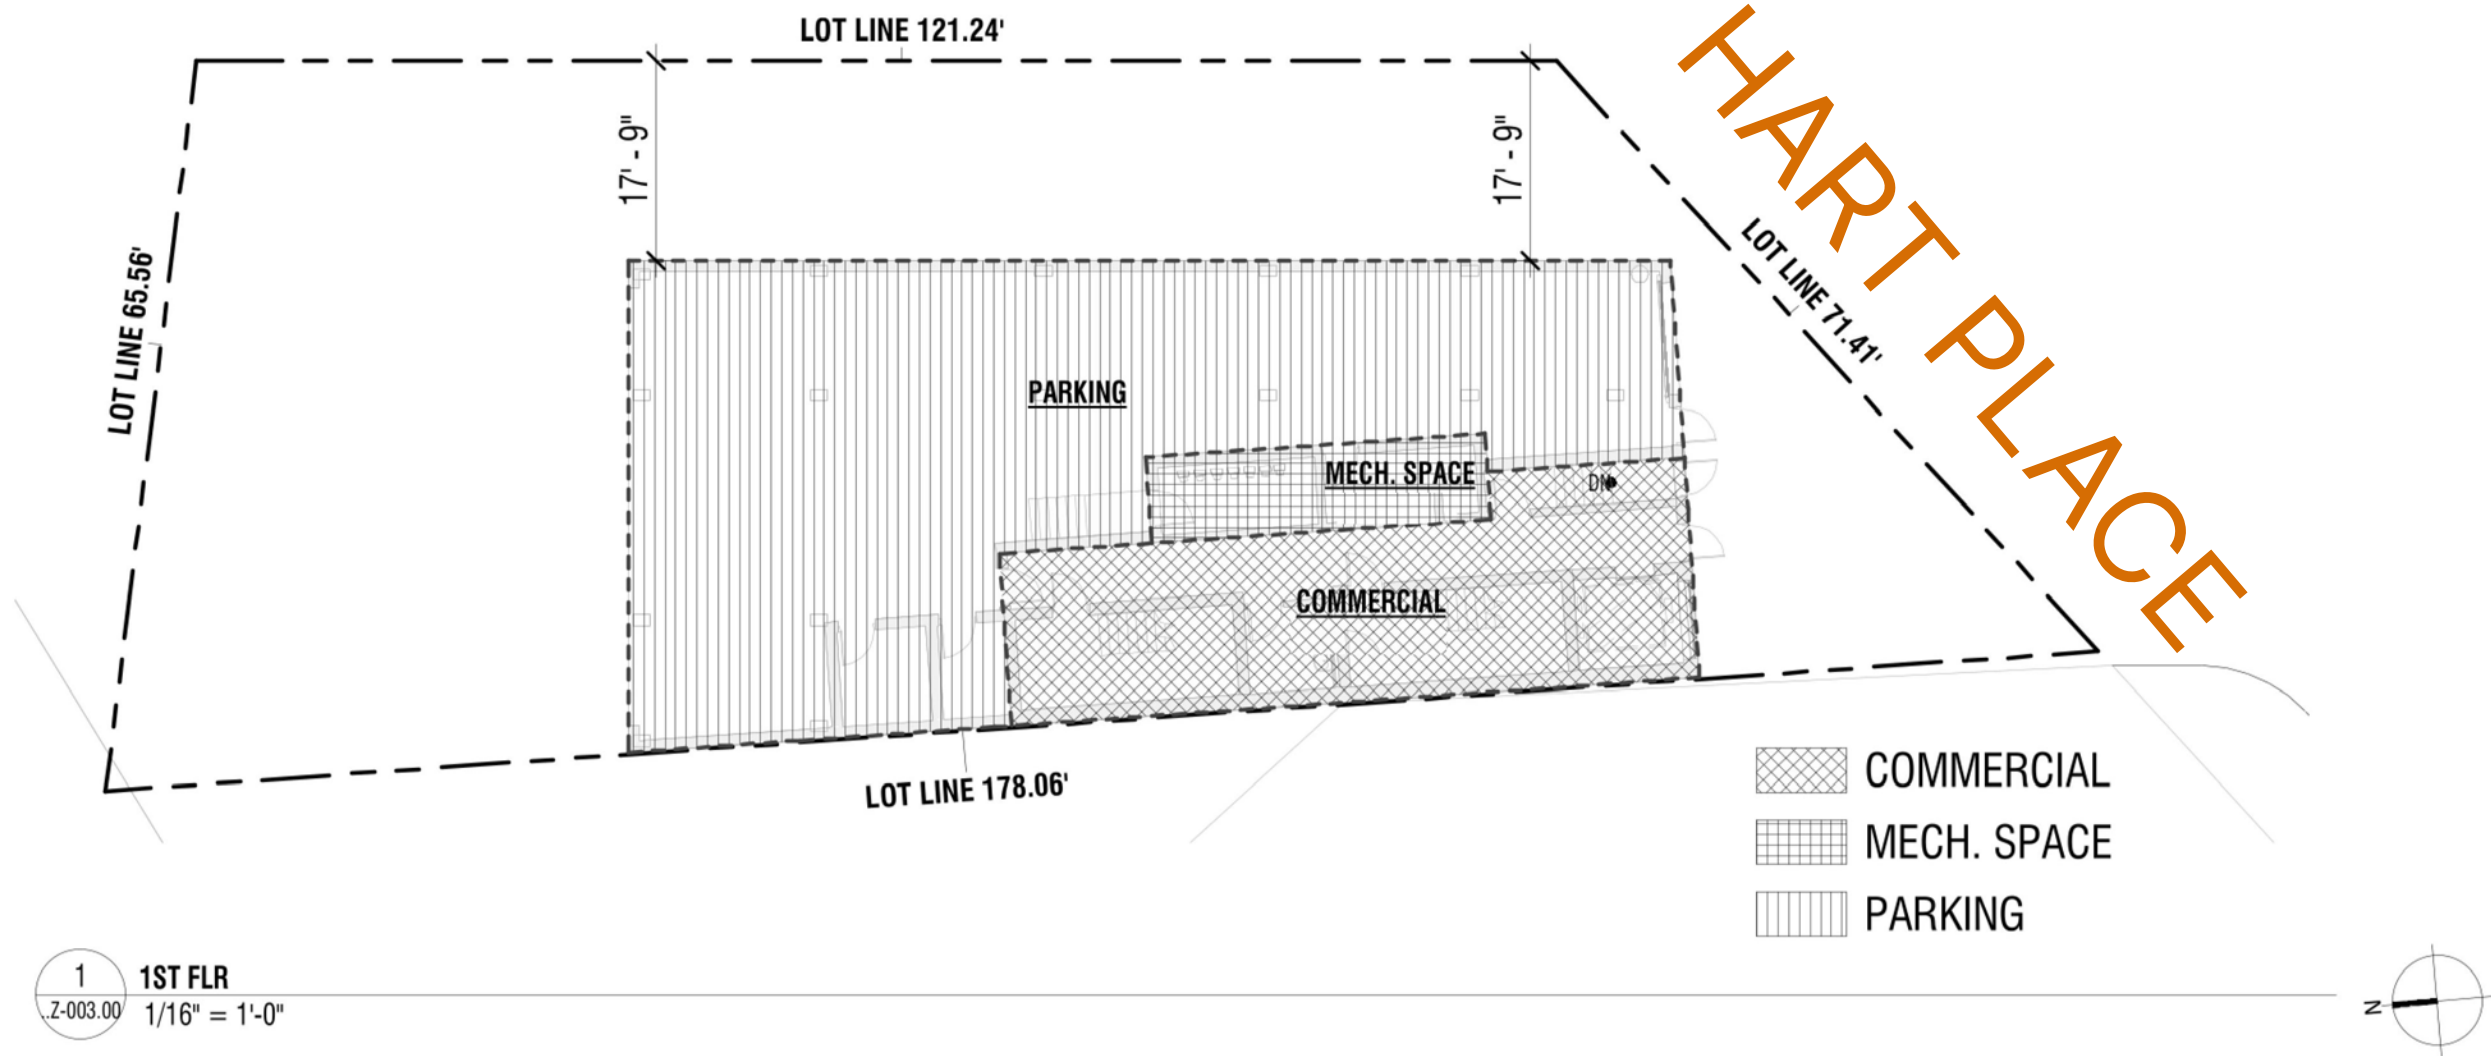 LOT LINE 121.24'
HART PLACE
17' - 9"
17' - 9"
LOT LINE 65.56'
LOT LINE 71.41'
PARKING
MECH. SPACE
DN
COMMERCIAL
LOT LINE 178.06'
COMMERCIAL
MECH. SPACE
PARKING
1
1ST FLR
..Z-003.00
1/16" = 1'-0"
N